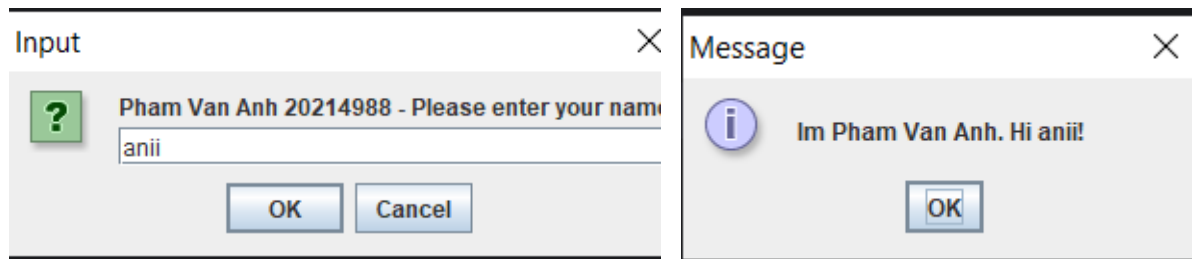 Input
Pham Van Anh 20214988 - Please enter your name
anii
OK
Cancel
Message
Im Pham Van Anh. Hi anii!
OK